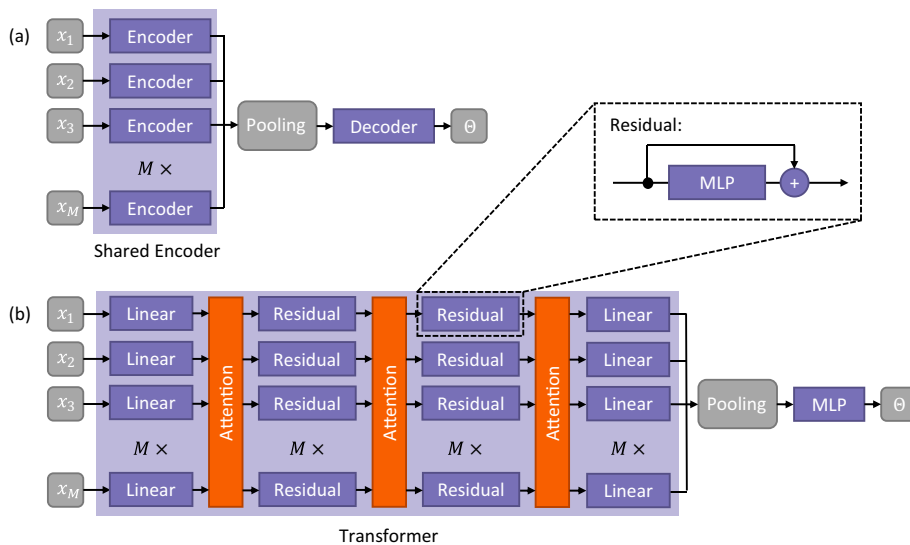 (a)
x₁ Encoder
x₂ Encoder
x₃ Encoder
Pooling Decoder Θ
M ×
x_M Encoder
Shared Encoder
Residual:
MLP +
(b)
x₁ Linear Residual Residual Linear
x₂ Linear Residual Residual Linear
x₃ Linear Residual Residual Linear
Attention Attention Attention
Pooling MLP Θ
M × M × M × M ×
x_M Linear Residual Residual Linear
Transformer